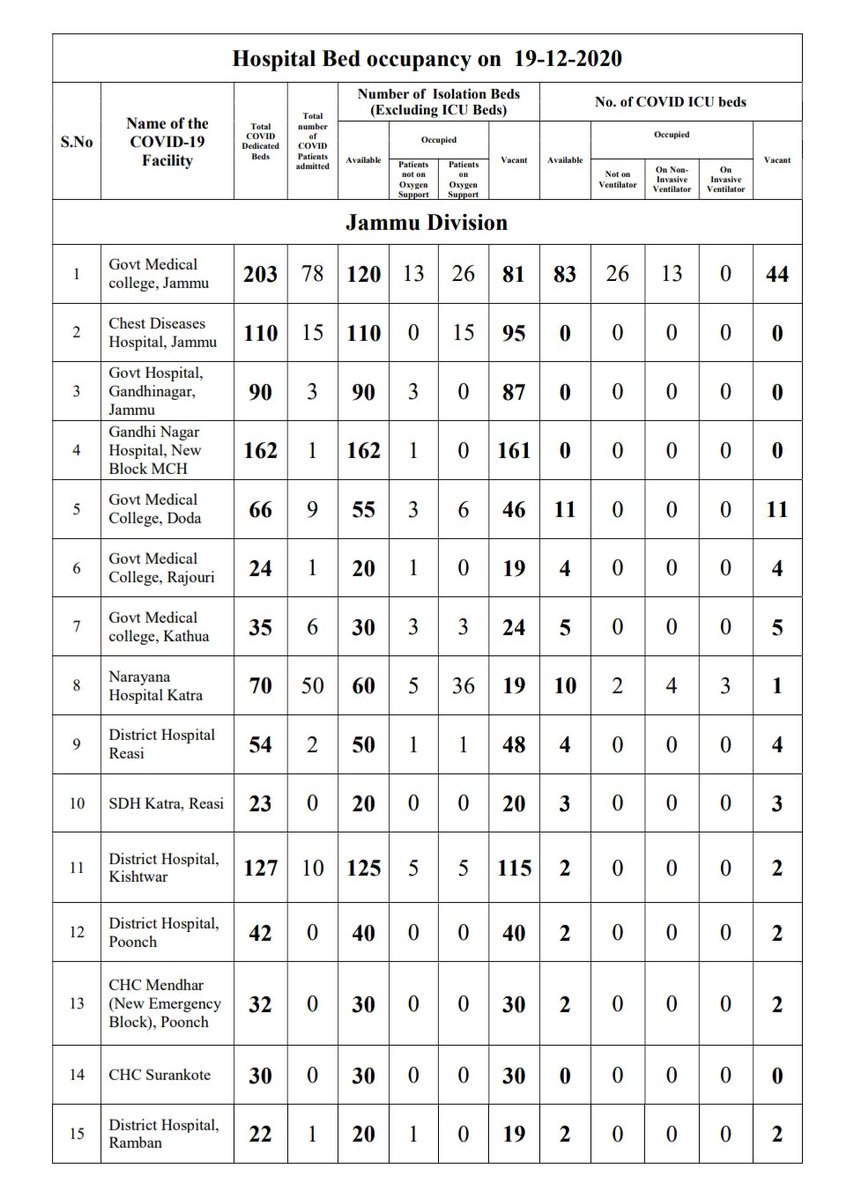 Hospital Bed occupancy on 19-12-2020
S.No
Name of the
COVID-19
Facility
Total
COVID
Dedicated
Beds
Total
number
of
COVID
Patients
admitted
Number of Isolation Beds
(Excluding ICU Beds)
No. of COVID ICU beds
Available
Occupied
Vacant
Available
Occupied
Vacant
Patients
not on
Oxygen
Support
Patients
on
Oxygen
Support
Not on
Ventilator
On Non-
Invasive
Ventilator
On
Invasive
Ventilator
Jammu Division
1 Govt Medical
college, Jammu 203 78 120 13 26 81 83 26 13 0 44
2 Chest Diseases
Hospital, Jammu 110 15 110 0 15 95 0 0 0 0 0
3 Govt Hospital,
Gandhinagar,
Jammu 90 3 90 3 0 87 0 0 0 0 0
4 Gandhi Nagar
Hospital, New
Block MCH 162 1 162 1 0 161 0 0 0 0 0
5 Govt Medical
College, Doda 66 9 55 3 6 46 11 0 0 0 11
6 Govt Medical
College, Rajouri 24 1 20 1 0 19 4 0 0 0 4
7 Govt Medical
college, Kathua 35 6 30 3 3 24 5 0 0 0 5
8 Narayana
Hospital Katra 70 50 60 5 36 19 10 2 4 3 1
9 District Hospital
Reasi 54 2 50 1 1 48 4 0 0 0 4
10 SDH Katra, Reasi 23 0 20 0 0 20 3 0 0 0 3
11 District Hospital,
Kishtwar 127 10 125 5 5 115 2 0 0 0 2
12 District Hospital,
Poonch 42 0 40 0 0 40 2 0 0 0 2
13 CHC Mendhar
(New Emergency
Block), Poonch 32 0 30 0 0 30 2 0 0 0 2
14 CHC Surankote 30 0 30 0 0 30 0 0 0 0 0
15 District Hospital,
Ramban 22 1 20 1 0 19 2 0 0 0 2